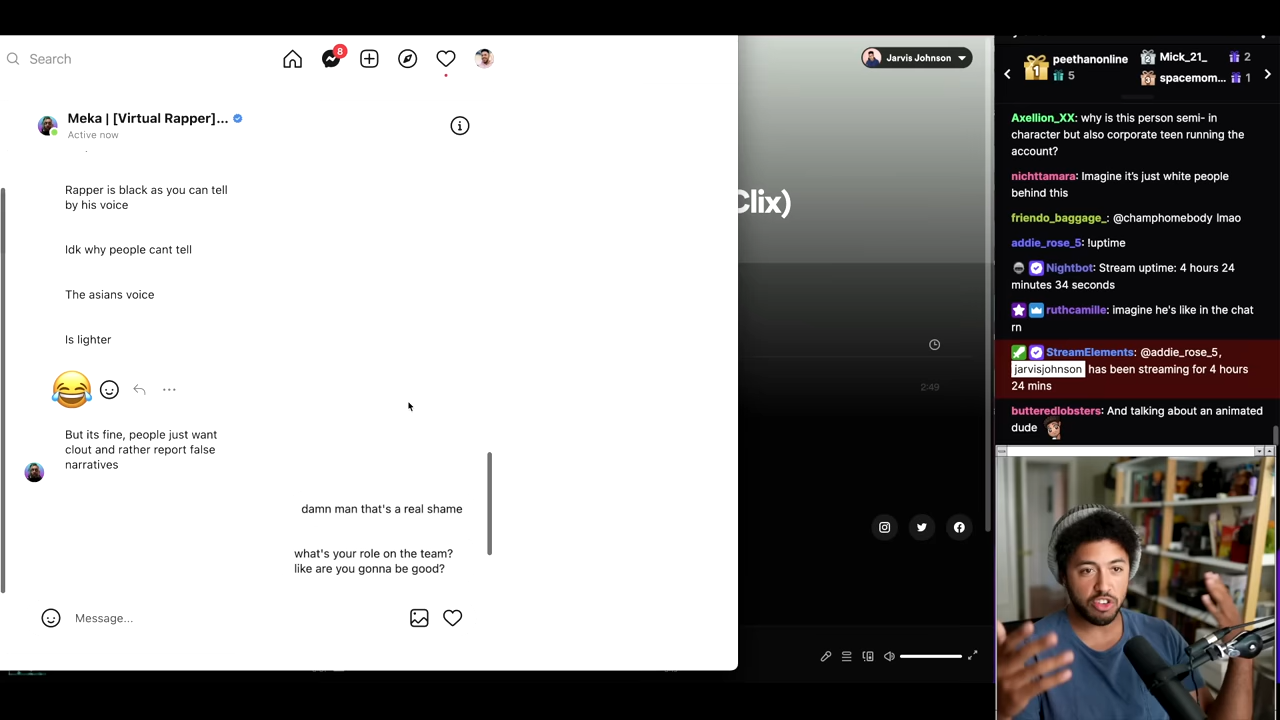 Search
8
Meka | [Virtual Rapper]...
Active now
Rapper is black as you can tell
by his voice
Idk why people cant tell
The asians voice
Is lighter
But its fine, people just want
clout and rather report false
narratives
damn man that's a real shame
what's your role on the team?
like are you gonna be good?
Message...
Jarvis Johnson
Clix)
2:49
1
peethanonline
5
2 Mick_21_ 2
3 spacemom... 1
Axellion_XX: why is this person semi- in
character but also corporate teen running the
account?
nichttamara: Imagine it's just white people
behind this
friendo_baggage_: @champhomebody lmao
addie_rose_5: !uptime
Nightbot: Stream uptime: 4 hours 24
minutes 34 seconds
ruthcamille: imagine he's like in the chat
rn
StreamElements: @addie_rose_5,
jarvisjohnson has been streaming for 4 hours
24 mins
butteredlobsters: And talking about an animated
dude